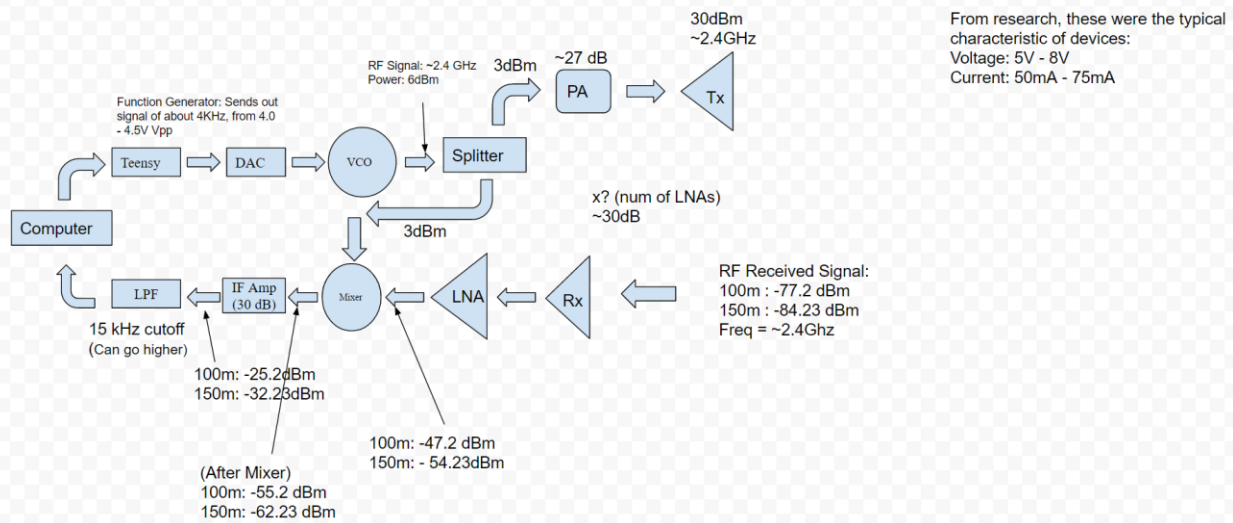 30dBm
~2.4GHz
From research, these were the typical
characteristic of devices:
Voltage: 5V - 8V
Current: 50mA - 75mA
RF Signal: ~2.4 GHz
Power: 6dBm
3dBm
~27 dB
PA
Tx
Function Generator: Sends out
signal of about 4KHz, from 4.0
- 4.5V Vpp
Teensy
DAC
VCO
Splitter
x? (num of LNAs)
~30dB
Computer
3dBm
LPF
IF Amp
(30 dB)
Mixer
LNA
Rx
RF Received Signal:
100m : -77.2 dBm
150m : -84.23 dBm
Freq = ~2.4Ghz
15 kHz cutoff
(Can go higher)
100m: -25.2dBm
150m: -32.23dBm
100m: -47.2 dBm
150m: - 54.23dBm
(After Mixer)
100m: -55.2 dBm
150m: -62.23 dBm